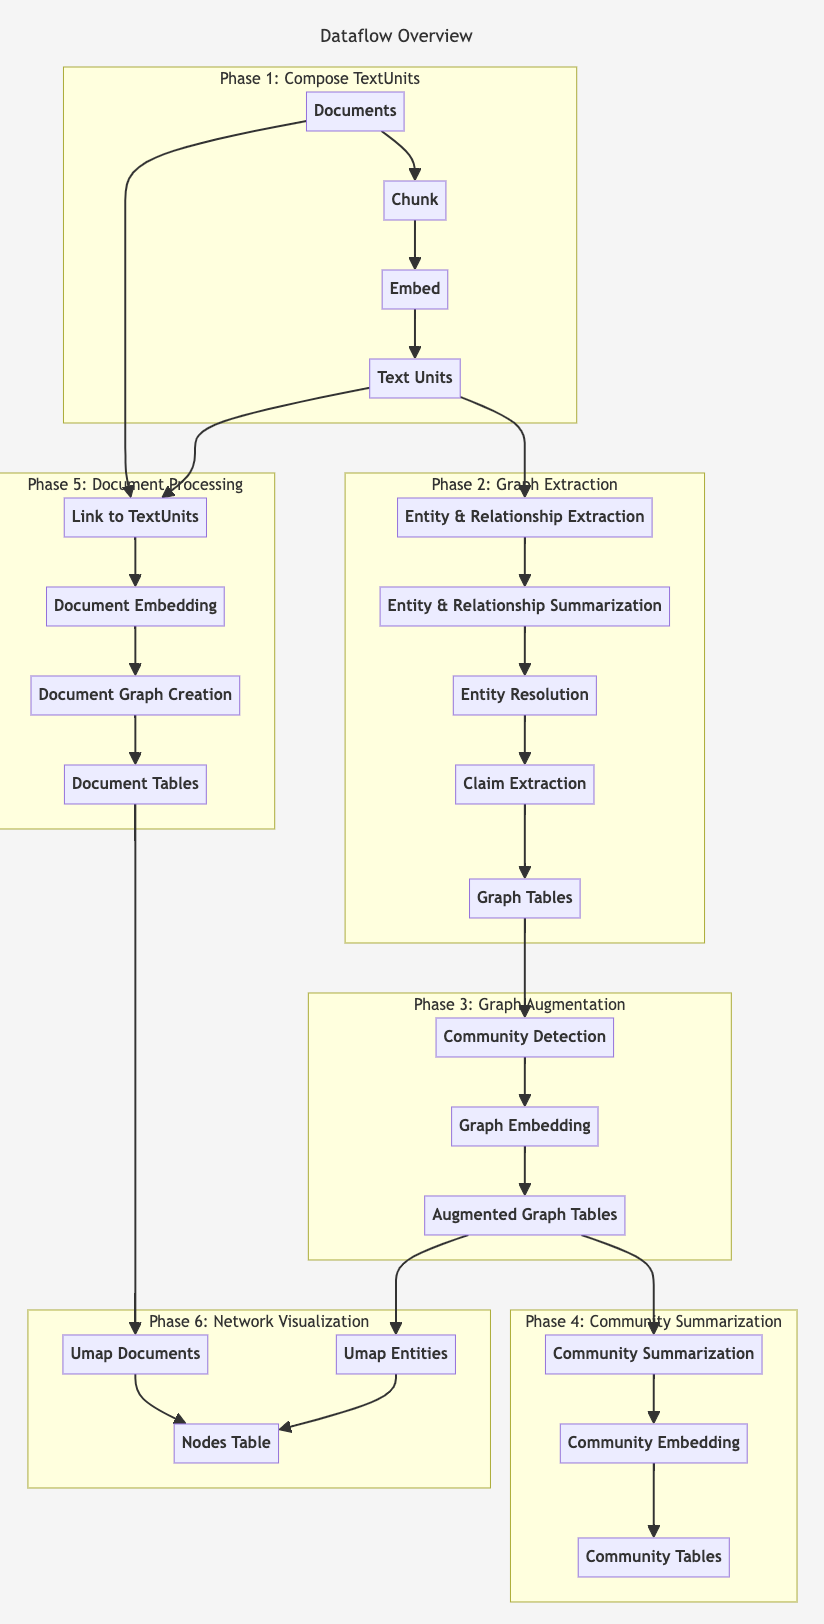 Dataflow Overview
Phase 1: Compose TextUnits
Documents
Chunk
Embed
Text Units
Phase 5: Document Processing
Link to TextUnits
Document Embedding
Document Graph Creation
Document Tables
Phase 2: Graph Extraction
Entity & Relationship Extraction
Entity & Relationship Summarization
Entity Resolution
Claim Extraction
Graph Tables
Phase 3: Graph Augmentation
Community Detection
Graph Embedding
Augmented Graph Tables
Phase 6: Network Visualization
Umap Documents
Umap Entities
Nodes Table
Phase 4: Community Summarization
Community Summarization
Community Embedding
Community Tables